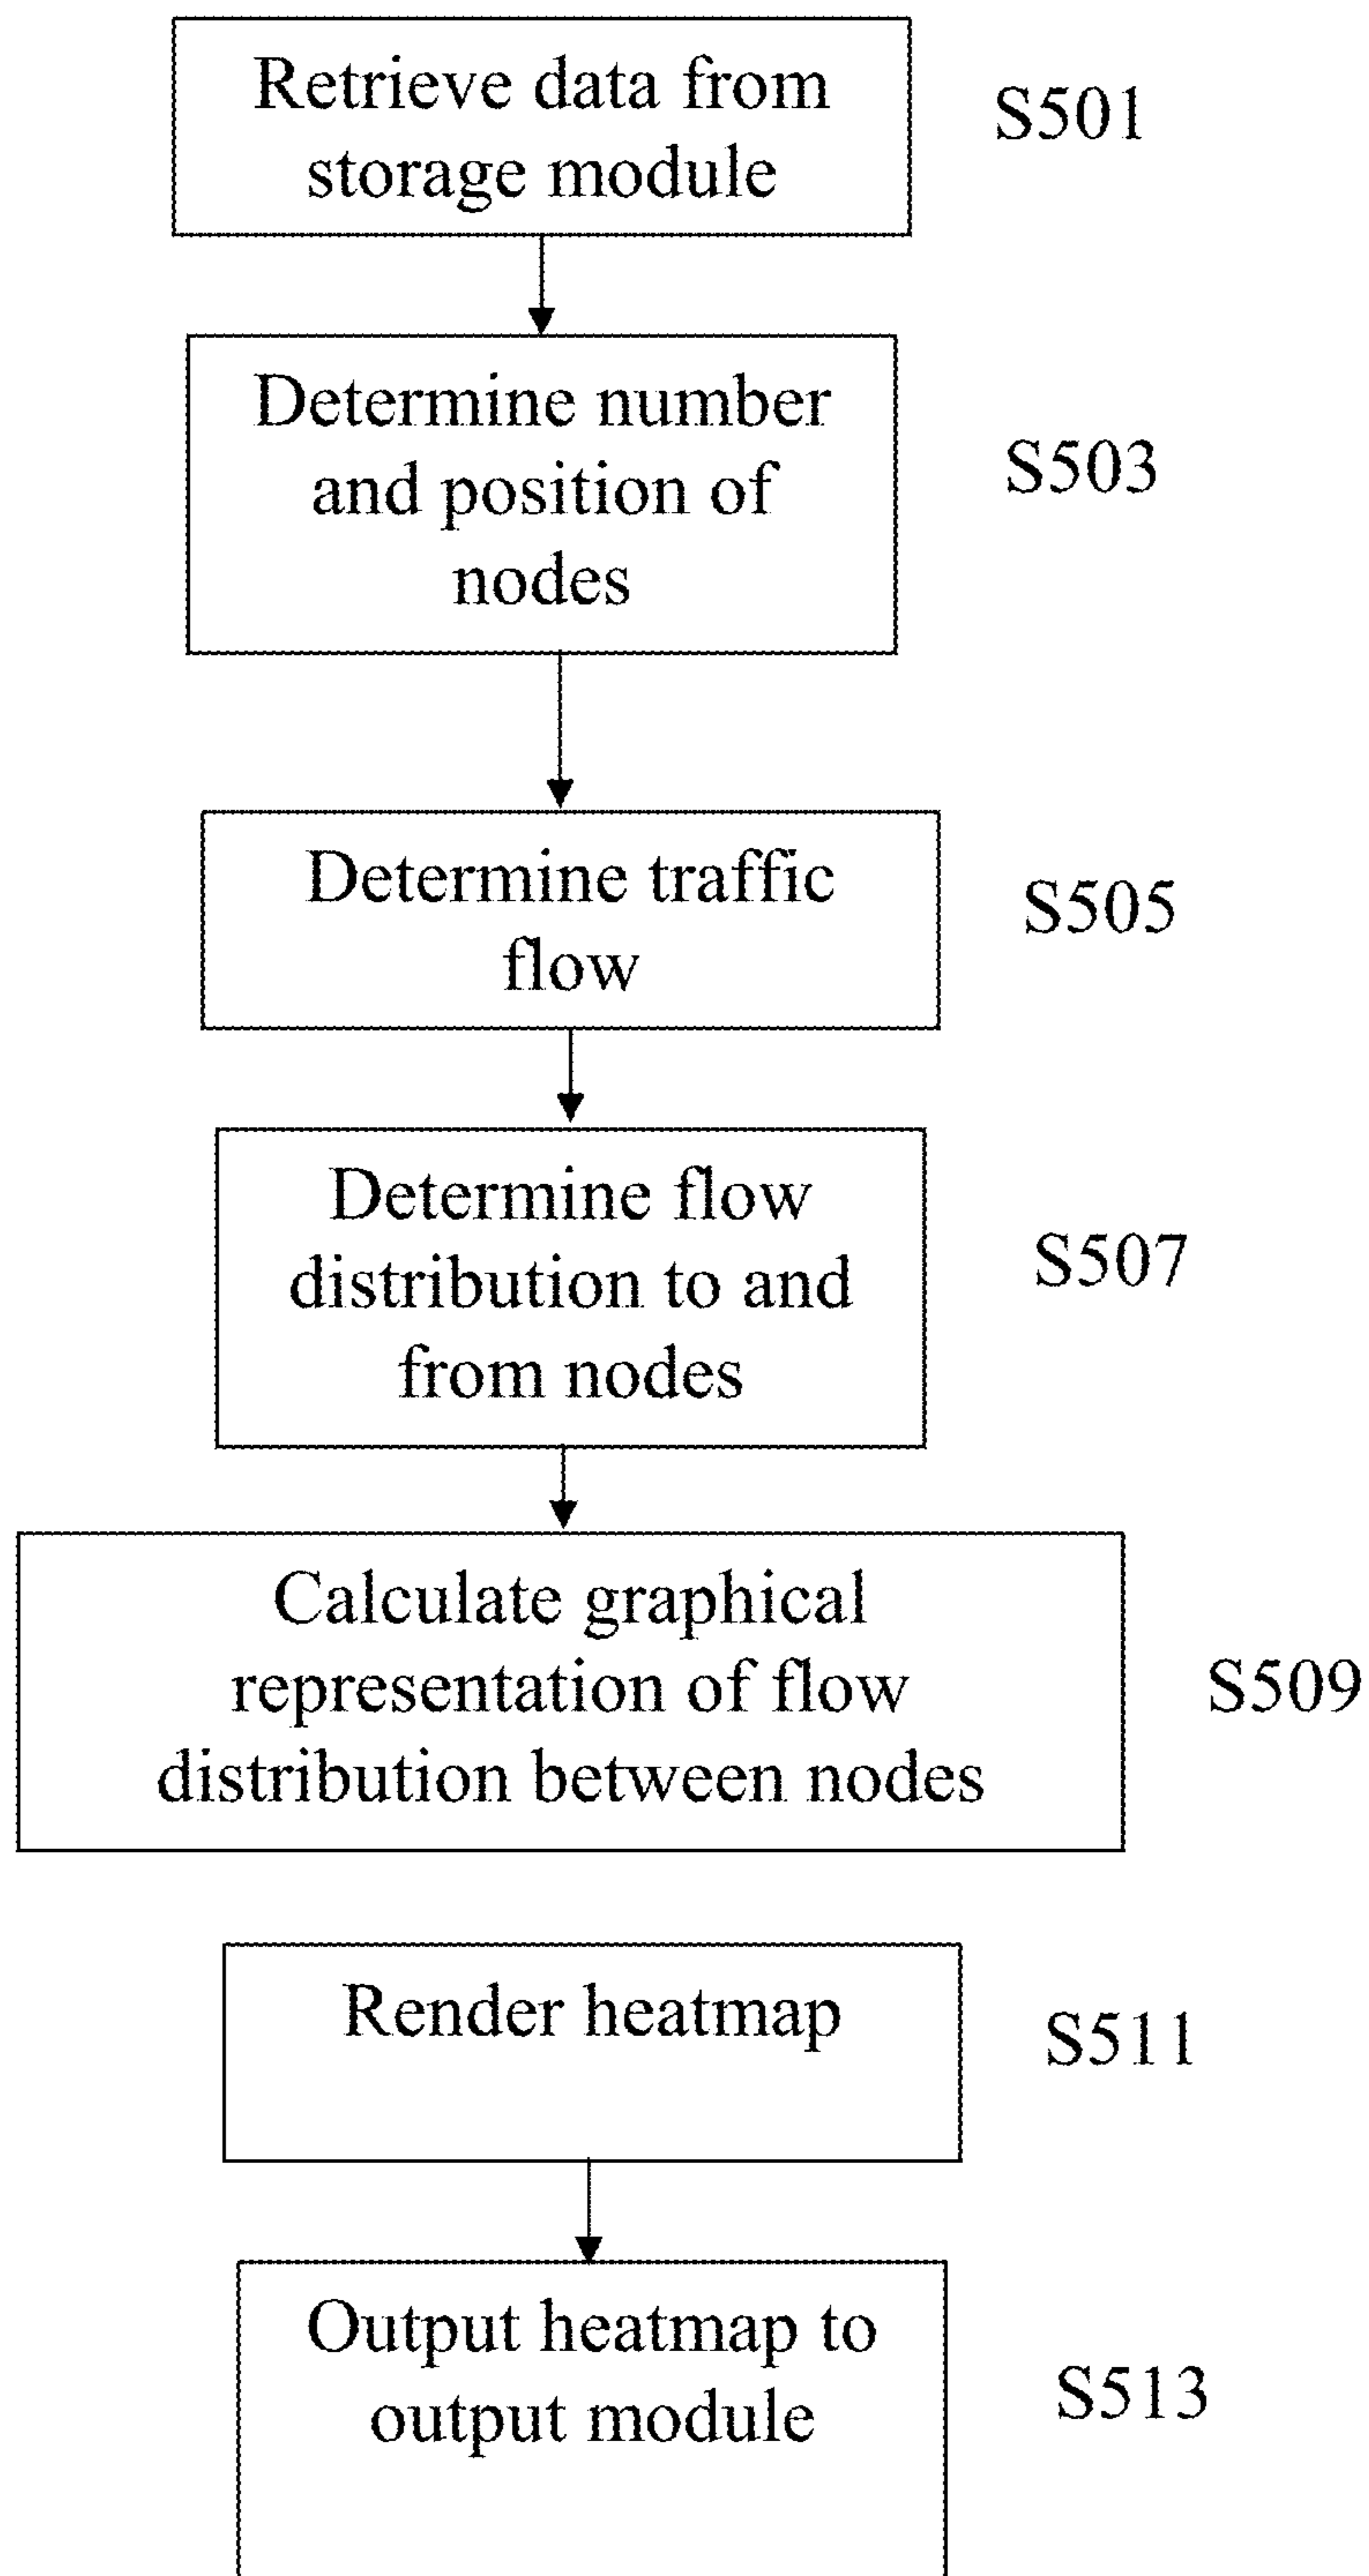 Retrieve data from
storage module
S501
Determine number
and position of
nodes
S503
Determine traffic
flow
S505
Determine flow
distribution to and
from nodes
S507
Calculate graphical
representation of flow
distribution between nodes
S509
Render heatmap
S511
Output heatmap to
output module
S513